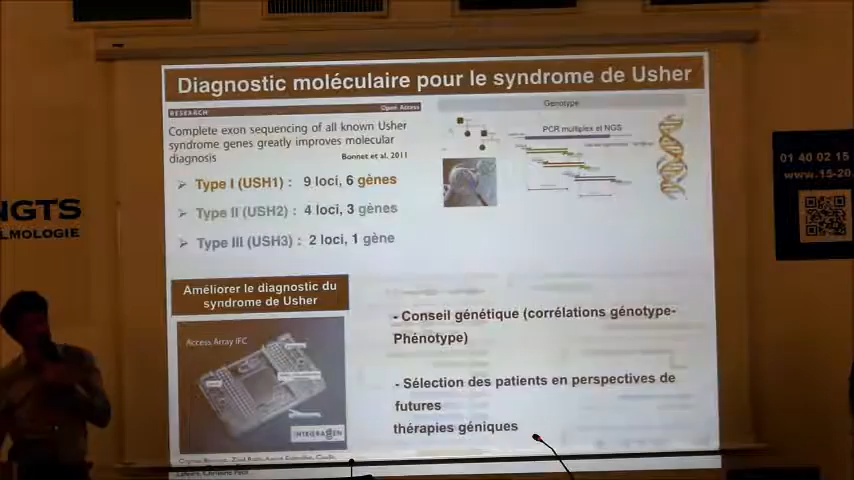 Diagnostic moléculaire pour le syndrome de Usher
RESEARCH
Open Access
Complete exon sequencing of all known Usher
syndrome genes greatly improves molecular
diagnosis
Bonnet et al. 2011
Type I (USH1) : 9 loci, 6 gènes
Type II (USH2) : 4 loci, 3 gènes
Type III (USH3) : 2 loci, 1 gène
Génotype
PCR multiplex et NGS
Améliorer le diagnostic du
syndrome de Usher
Access Array IFC
INTEGRAGEN
- Conseil génétique (corrélations génotype-
Phénotype)
- Sélection des patients en perspectives de
futures
thérapies géniques
NGTS
LMOLOGIE
01 40 02 15
www.15-20.